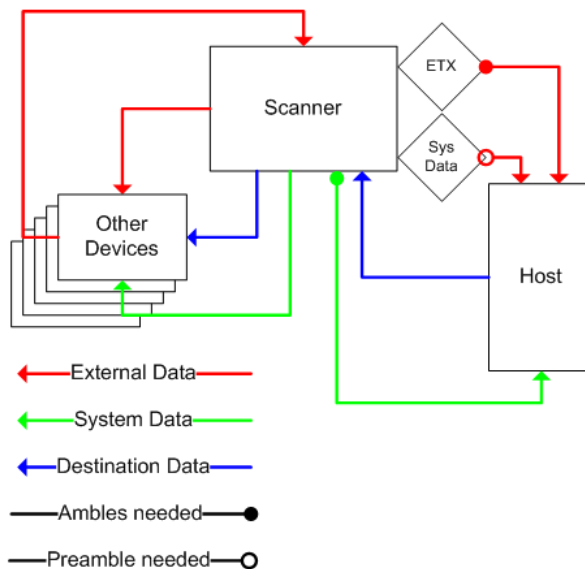 ETX
Scanner
Sys
Data
Other
Devices
Host
External Data
System Data
Destination Data
Ambles needed
Preamble needed